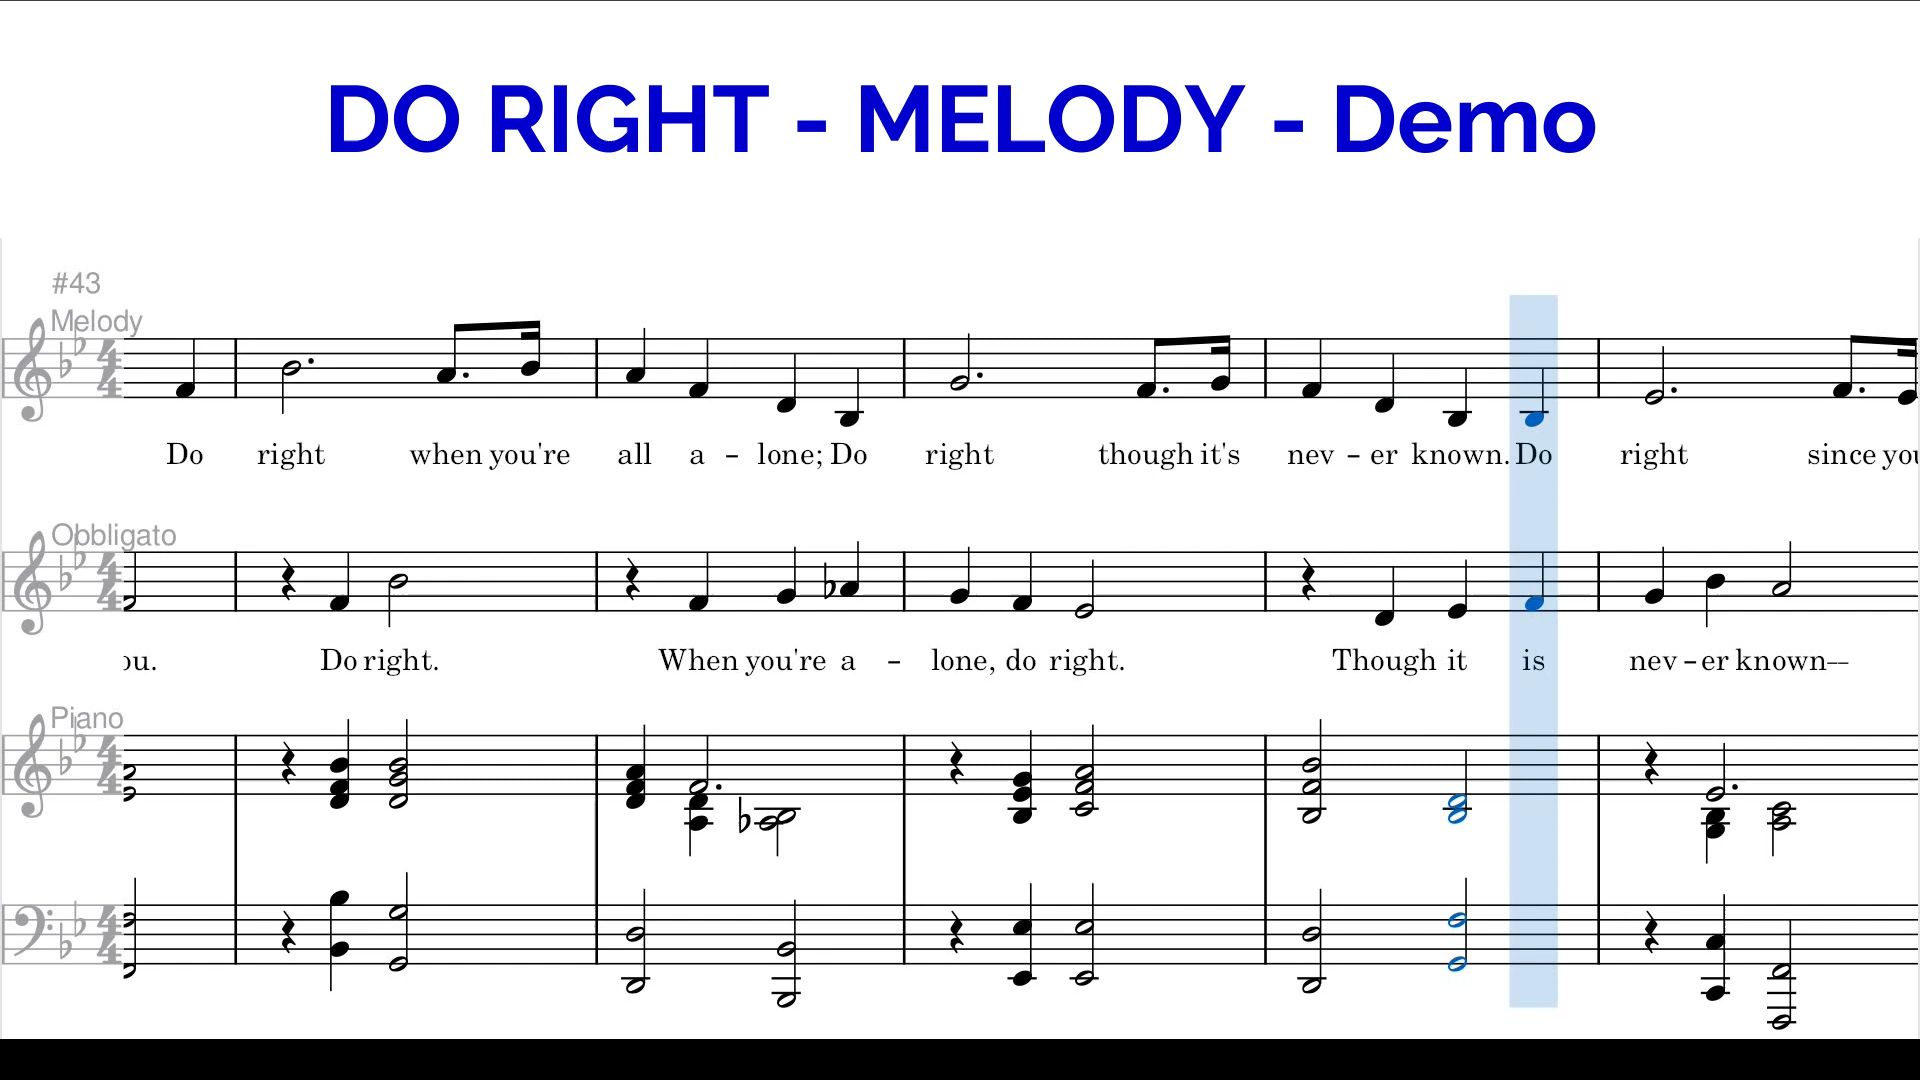 DO RIGHT - MELODY - Demo
#43
Melody
Do right when you're all a - lone; Do right though it's nev - er known. Do right since you
Obbligato
ou. Do right. When you're a - lone, do right. Though it is nev - er known--
Piano